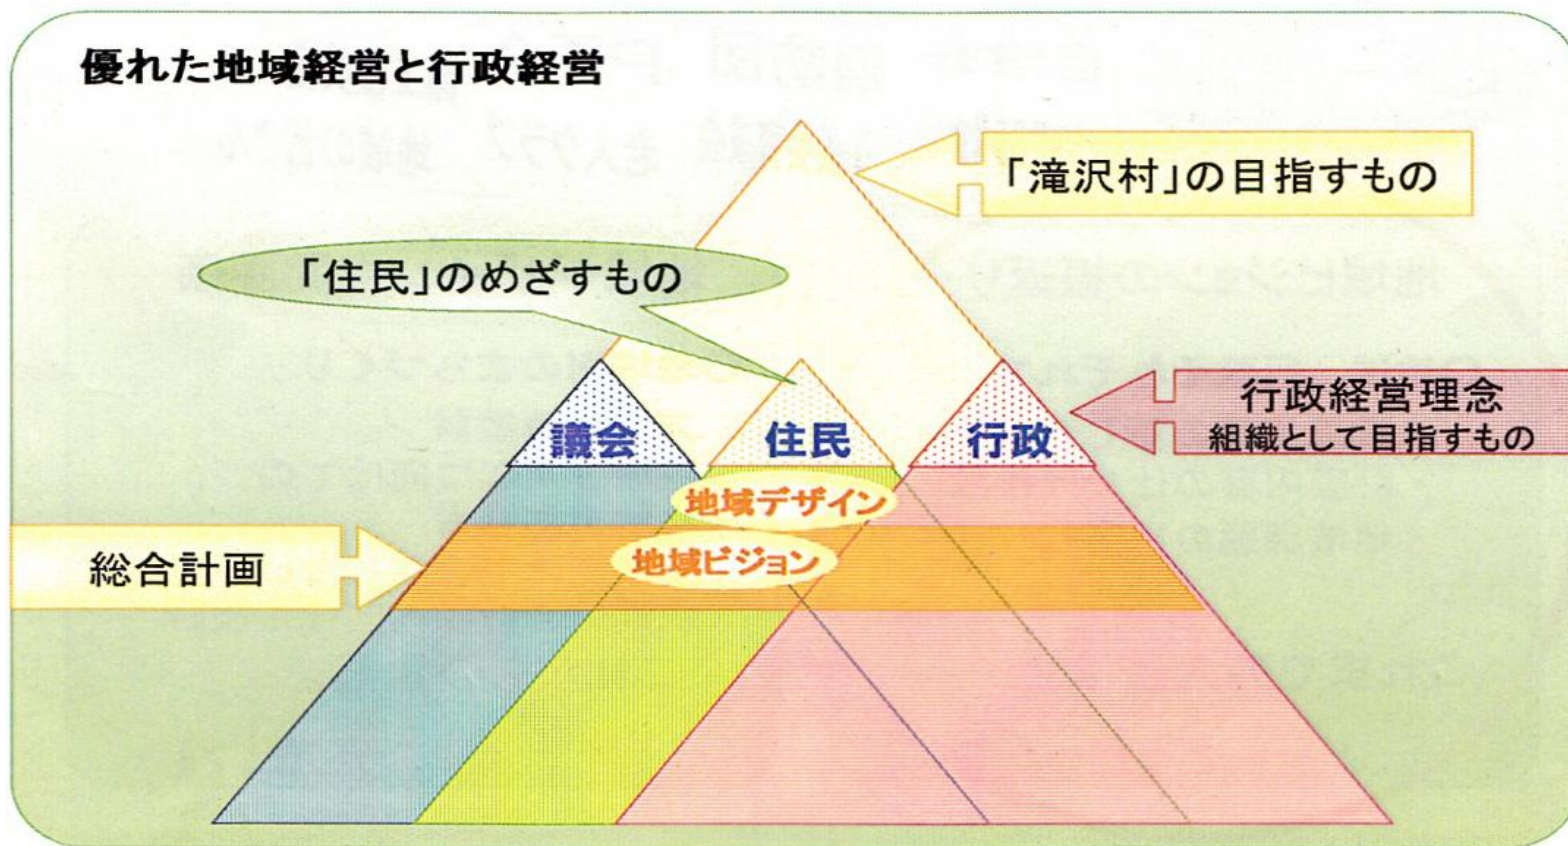 優れた地域経営と行政経営
「滝沢村」の目指すもの
「住民」のめざすもの
議会
住民
行政
行政経営理念
組織として目指すもの
地域デザイン
総合計画
地域ビジョン